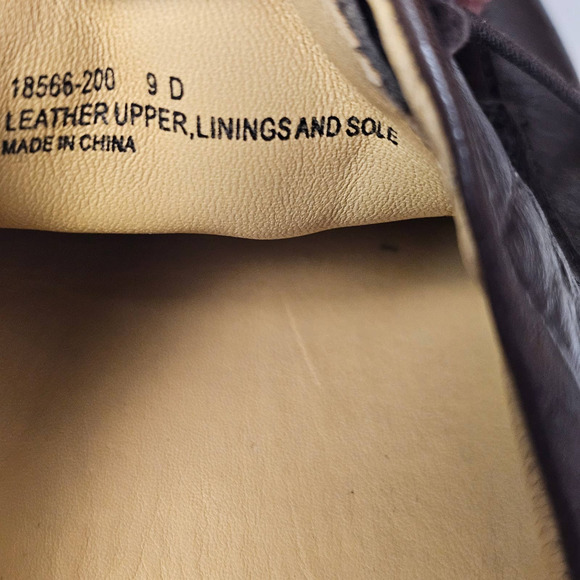 18566-200 9 D
LEATHER UPPER, LININGS AND SOLE
MADE IN CHINA